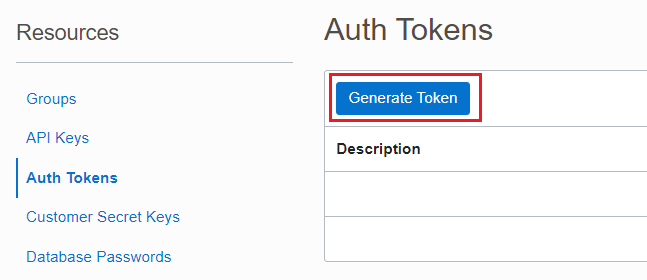 Resources
Groups
API Keys
Auth Tokens
Customer Secret Keys
Database Passwords
Auth Tokens
Generate Token
Description